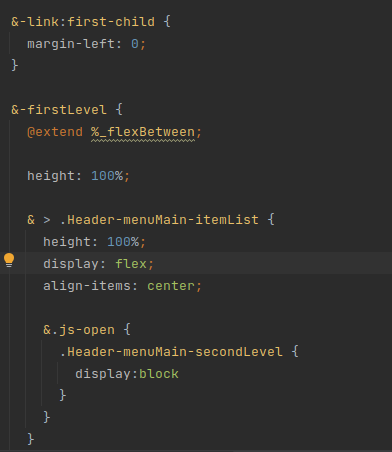 &-link:first-child {
  margin-left: 0;
}

&-firstLevel {
  @extend %_flexBetween;

  height: 100%;

  & > .Header-menuMain-itemList {
    height: 100%;
    display: flex;
    align-items: center;

    &.js-open {
      .Header-menuMain-secondLevel {
        display:block
      }
    }
  }